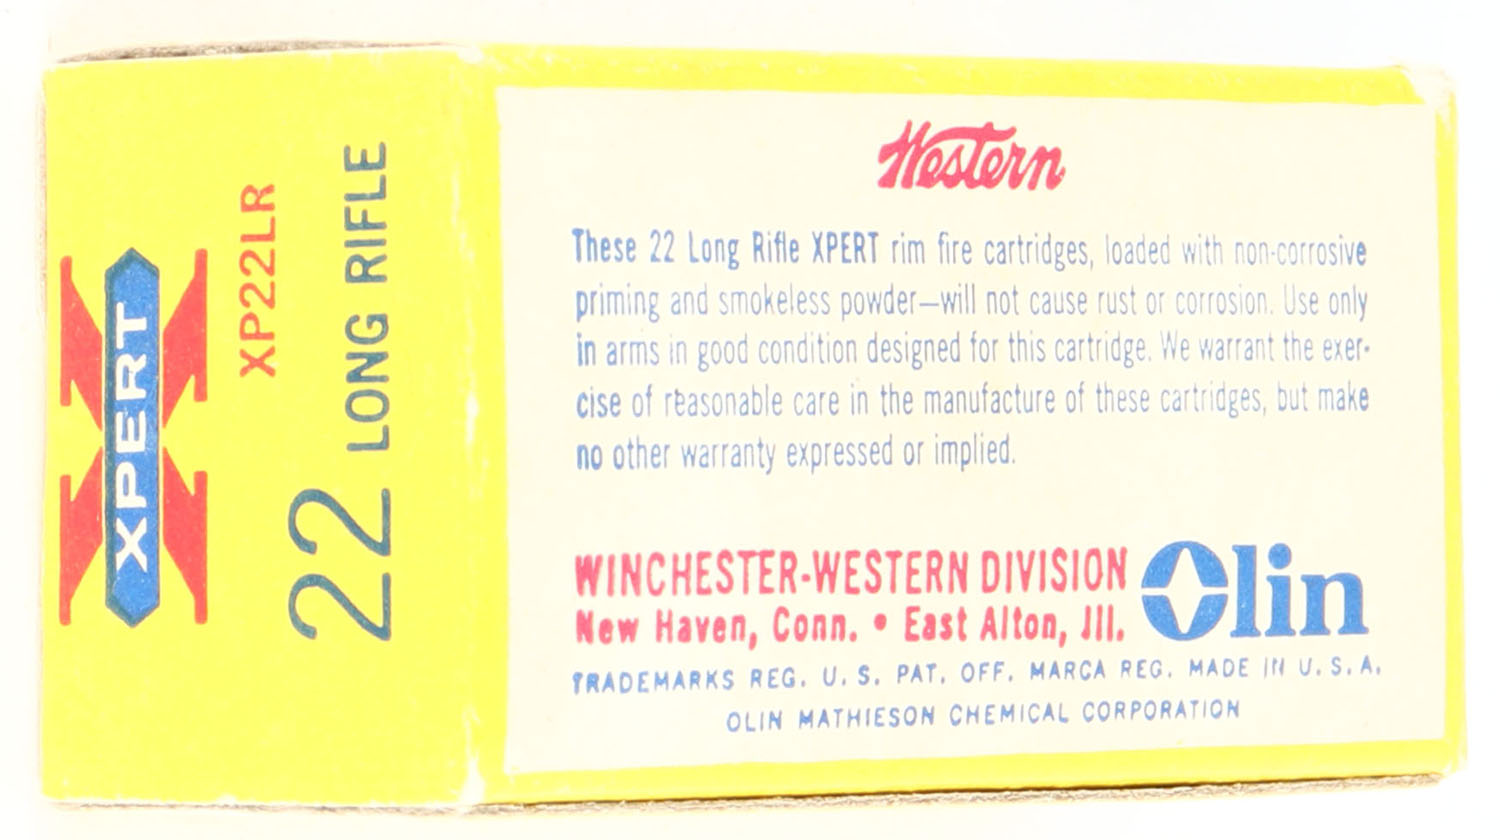 XPERT
XP22LR
22 LONG RIFLE
Western
These 22 Long Rifle XPERT rim fire cartridges, loaded with non-corrosive
priming and smokeless powder—will not cause rust or corrosion. Use only
in arms in good condition designed for this cartridge. We warrant the exer-
cise of reasonable care in the manufacture of these cartridges, but make
no other warranty expressed or implied.
WINCHESTER-WESTERN DIVISION
New Haven, Conn. • East Alton, Ill.
Olin
TRADEMARKS REG. U. S. PAT. OFF. MARCA REG. MADE IN U. S. A.
OLIN MATHIESON CHEMICAL CORPORATION